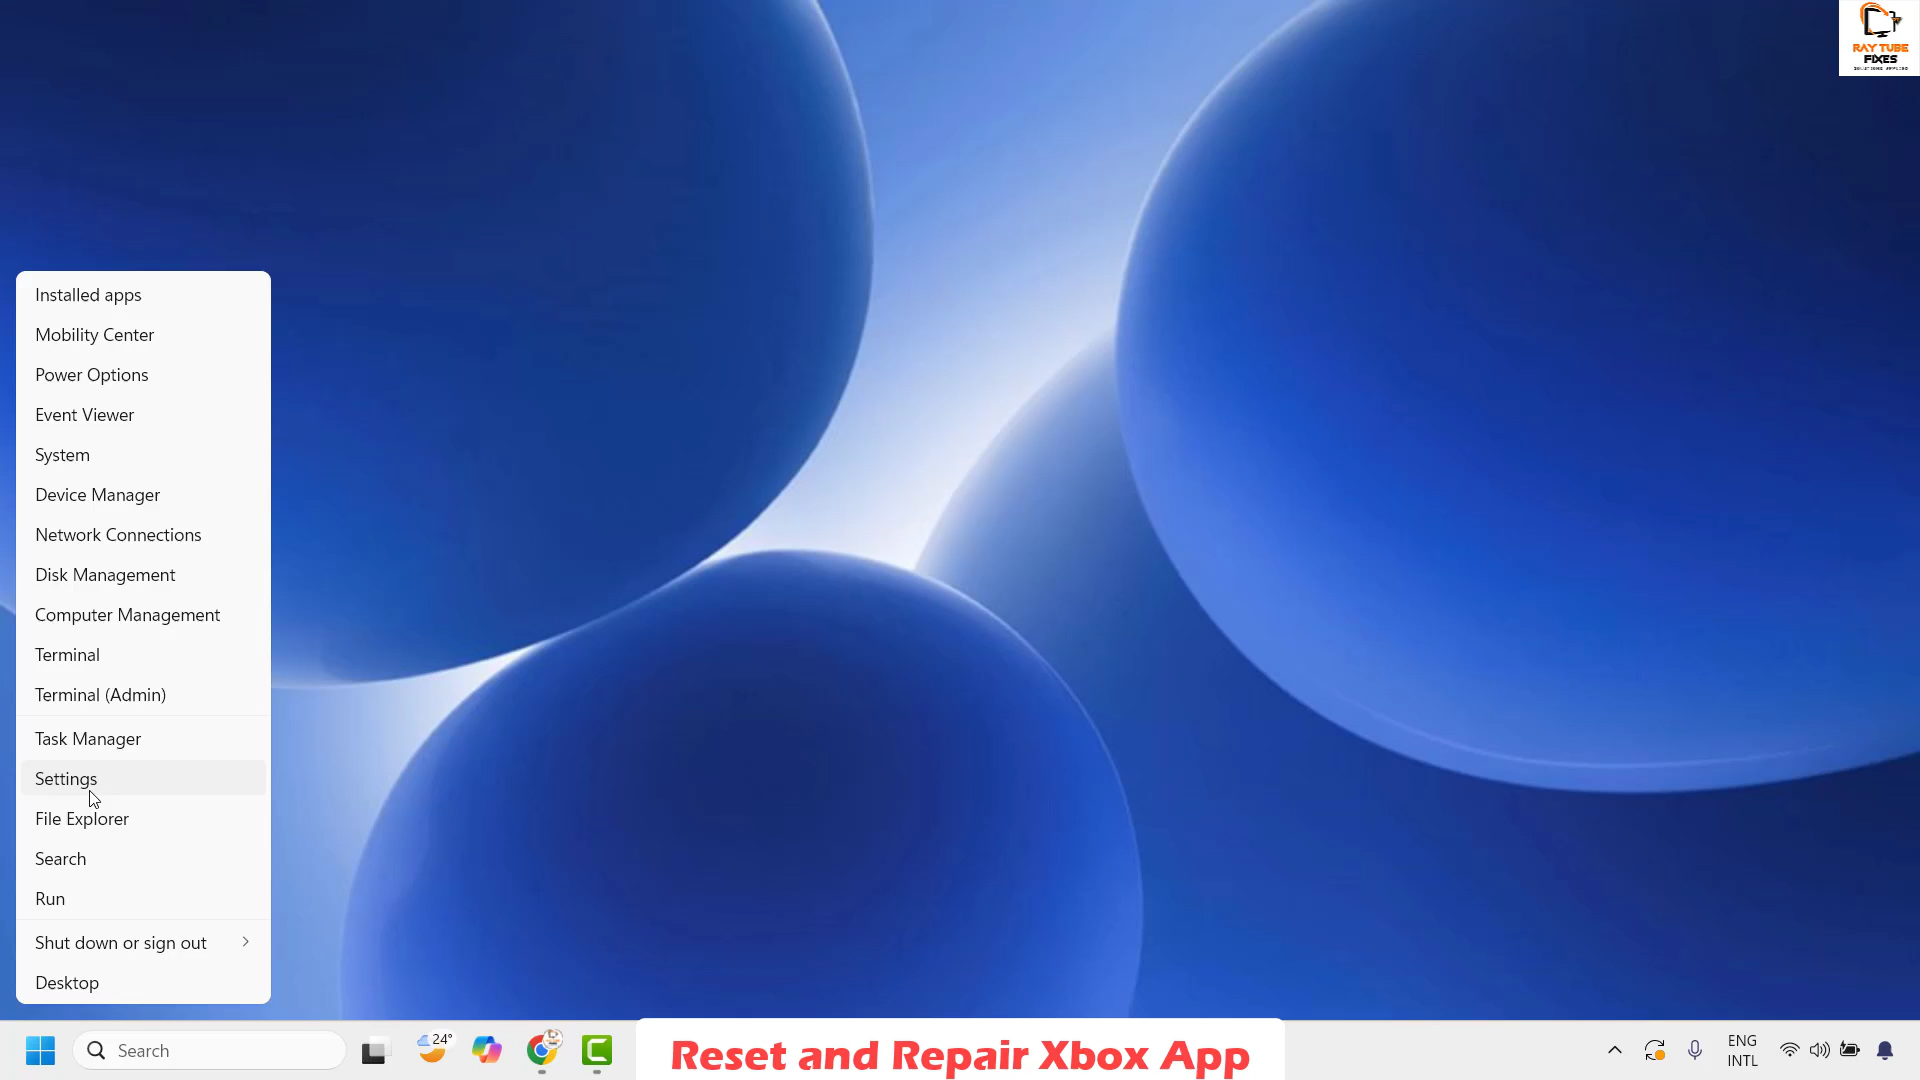 RAY TUBE
FIXES
Installed apps
Mobility Center
Power Options
Event Viewer
System
Device Manager
Network Connections
Disk Management
Computer Management
Terminal
Terminal (Admin)
Task Manager
Settings
File Explorer
Search
Run
Shut down or sign out
Desktop
Search
24°
Reset and Repair Xbox App
ENG
INTL